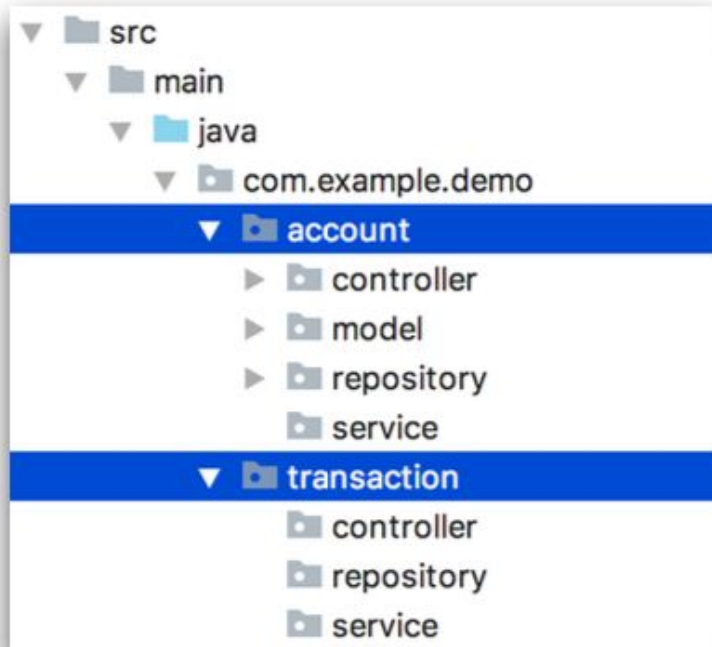 src
main
java
com.example.demo
account
controller
model
repository
service
transaction
controller
repository
service